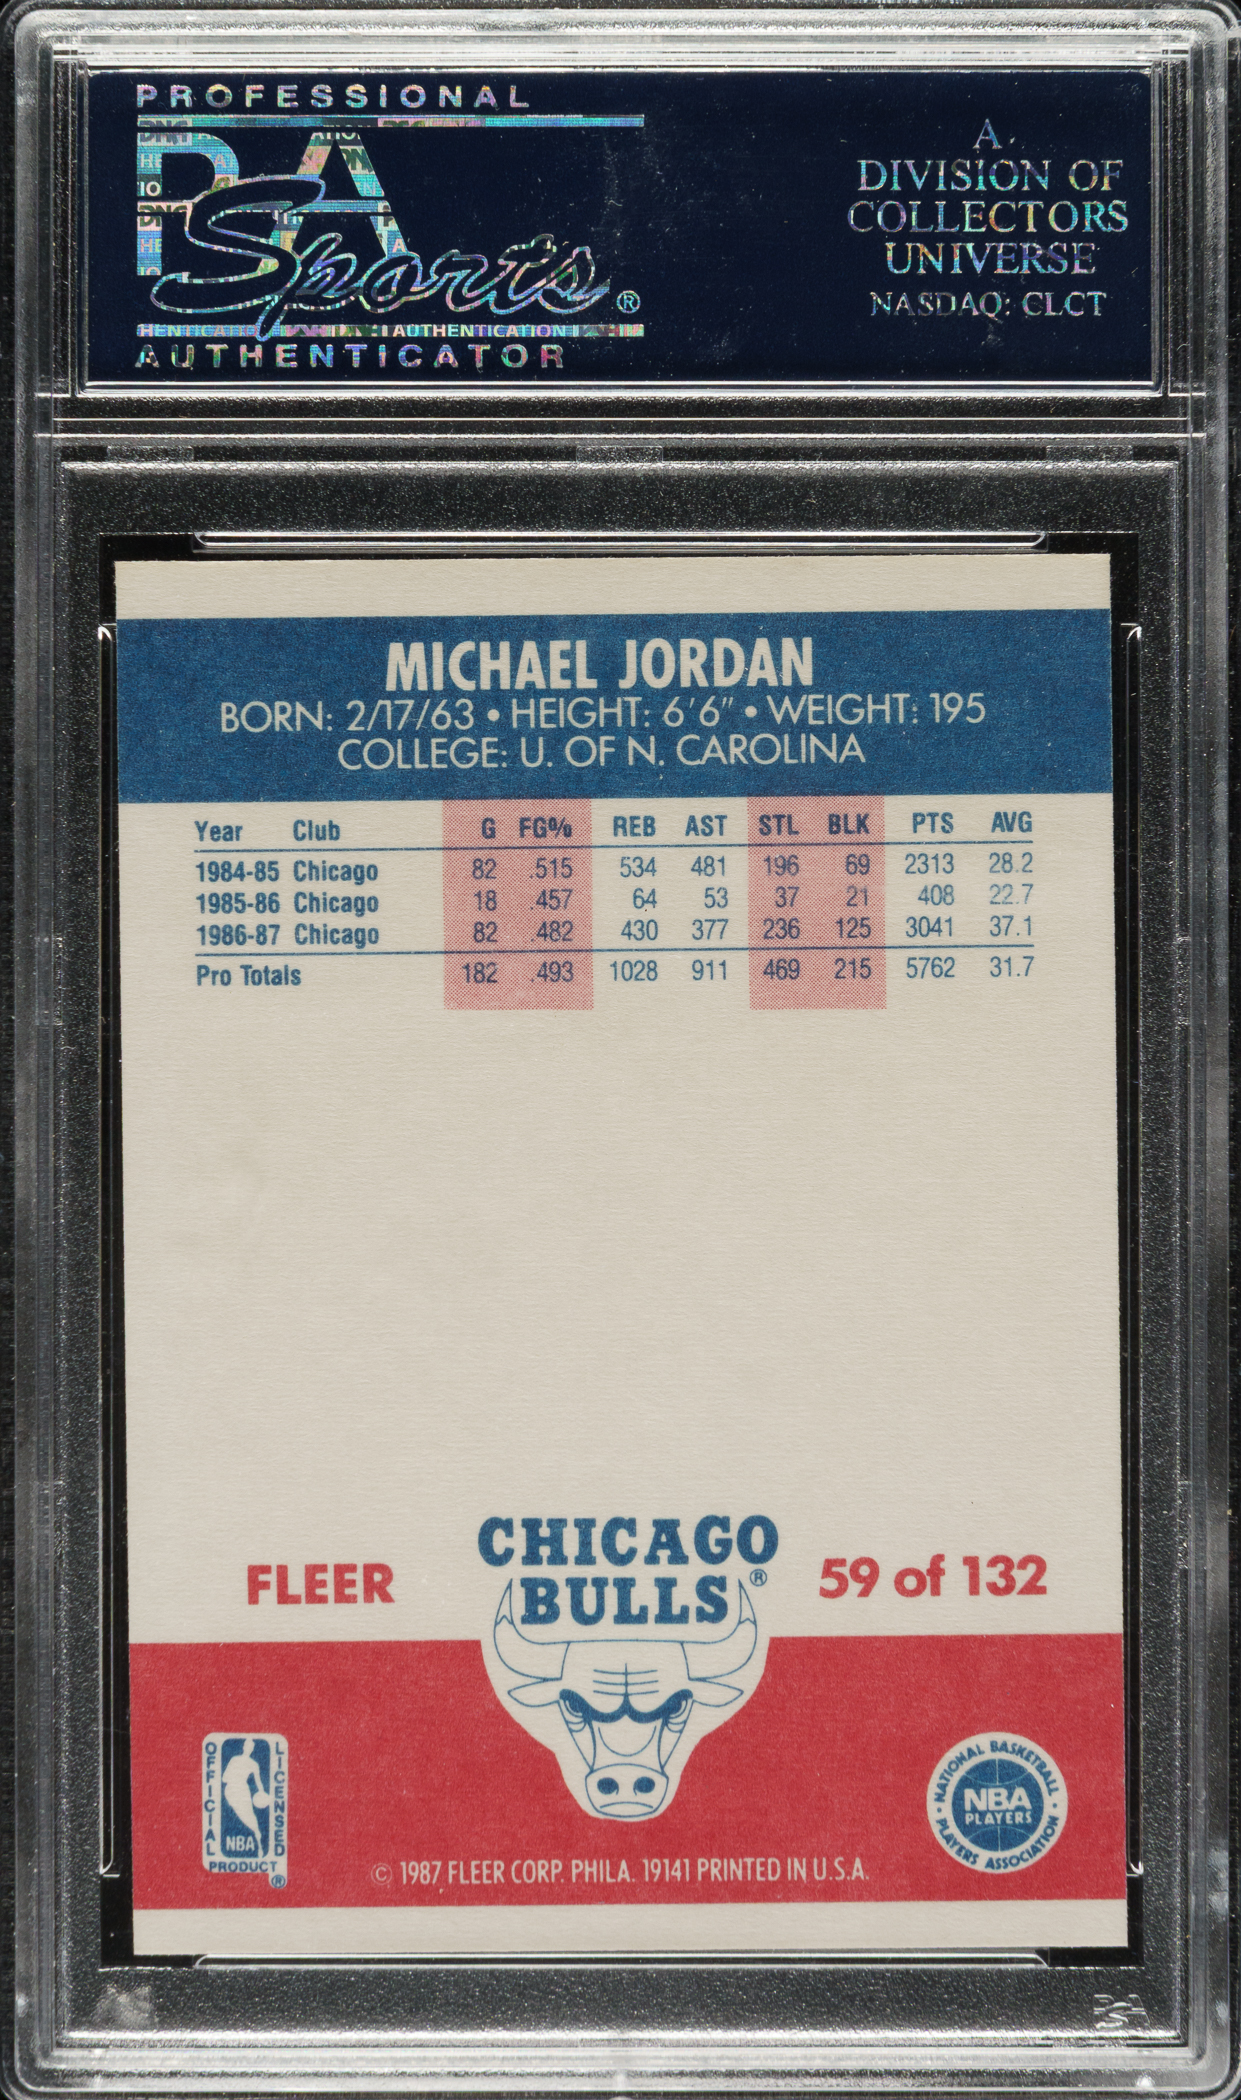 PROFESSIONAL
PSA
Sports®
AUTHENTICATION
AUTHENTICATOR
A
DIVISION OF
COLLECTORS
UNIVERSE
NASDAQ: CLCT
MICHAEL JORDAN
BORN: 2/17/63 • HEIGHT: 6'6" • WEIGHT: 195
COLLEGE: U. OF N. CAROLINA
Year Club G FG% REB AST STL BLK PTS AVG
1984-85 Chicago 82 .515 534 481 196 69 2313 28.2
1985-86 Chicago 18 .457 64 53 37 21 408 22.7
1986-87 Chicago 82 .482 430 377 236 125 3041 37.1
Pro Totals 182 .493 1028 911 469 215 5762 31.7
CHICAGO
BULLS®
FLEER
59 of 132
OFFICIAL LICENSED
NBA
PRODUCT
®
NATIONAL BASKETBALL
NBA
PLAYERS
PLAYERS ASSOCIATION
© 1987 FLEER CORP. PHILA. 19141 PRINTED IN U.S.A.
PSA